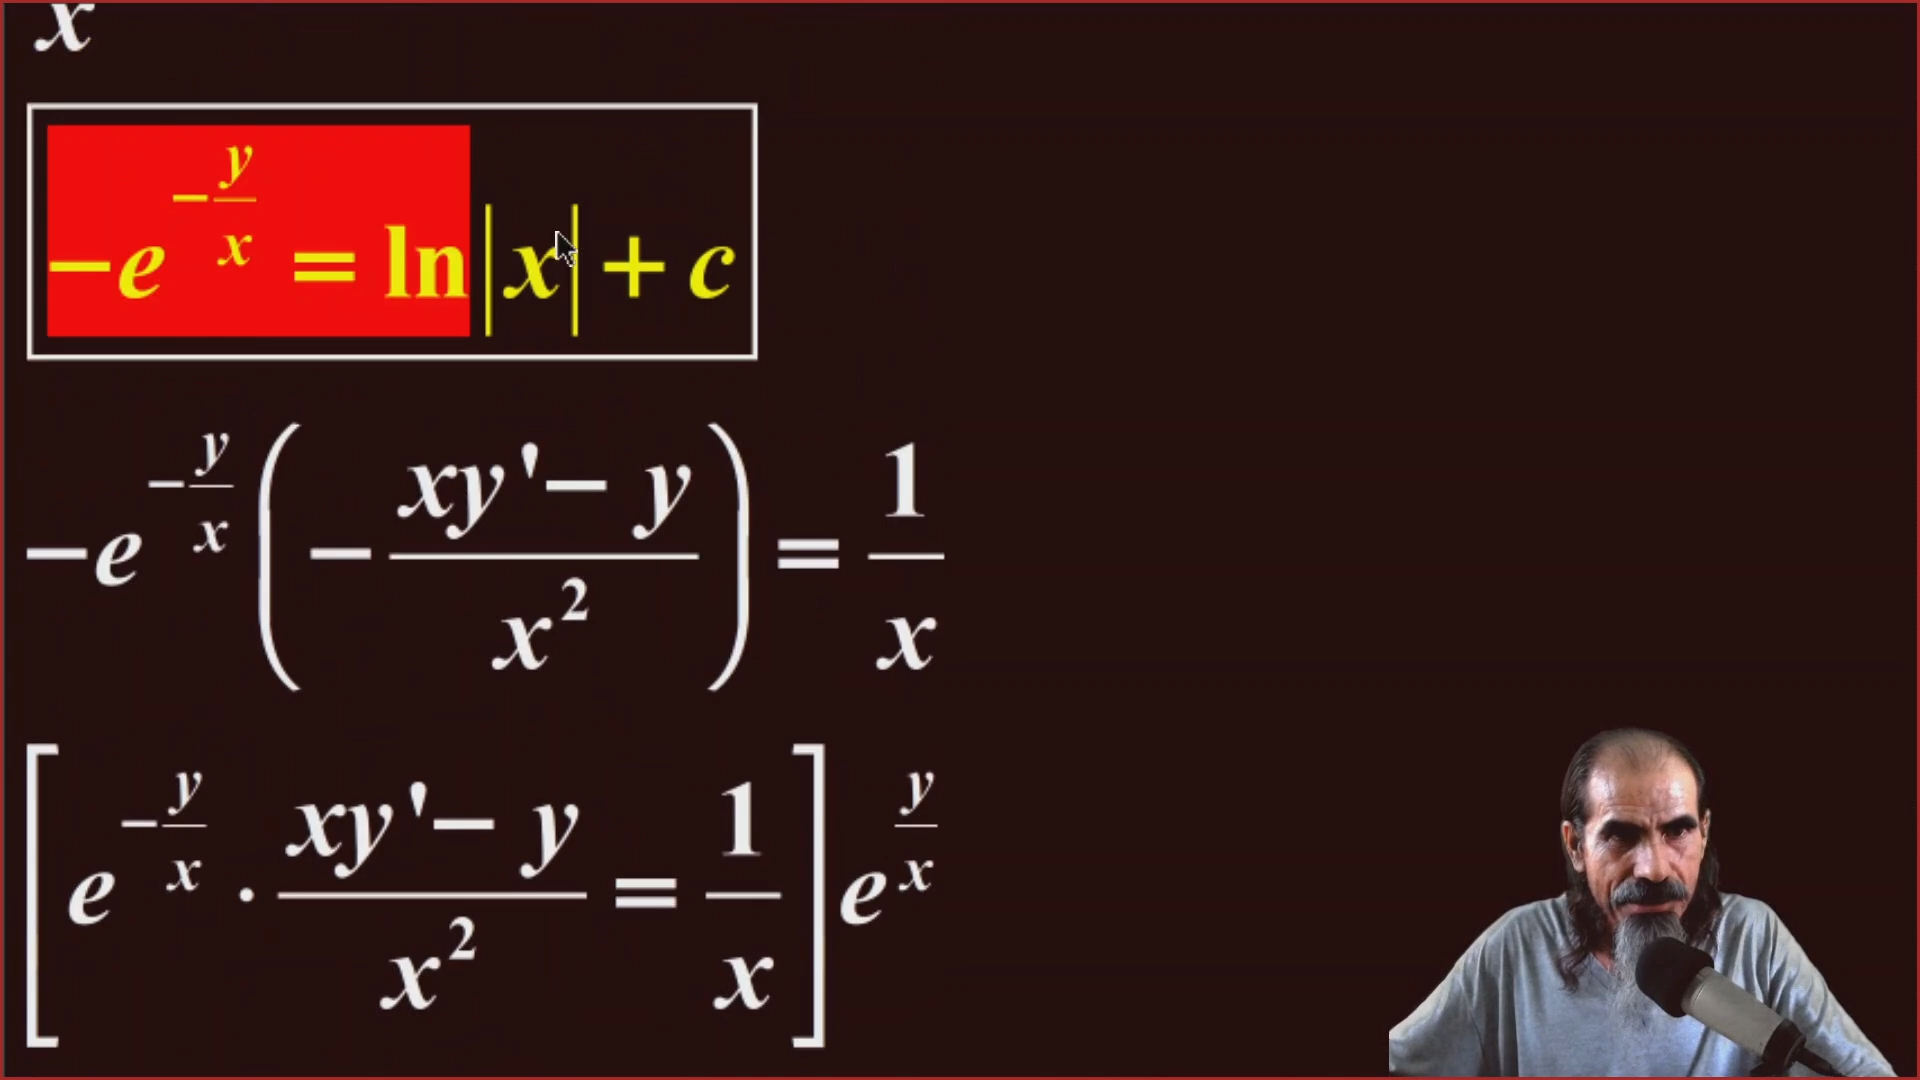 x
−e^{−y/x} = ln|x| + c
−e^{−y/x} (−(xy'− y)/x²) = 1/x
[e^{−y/x} · (xy'− y)/x² = 1/x] e^{y/x}